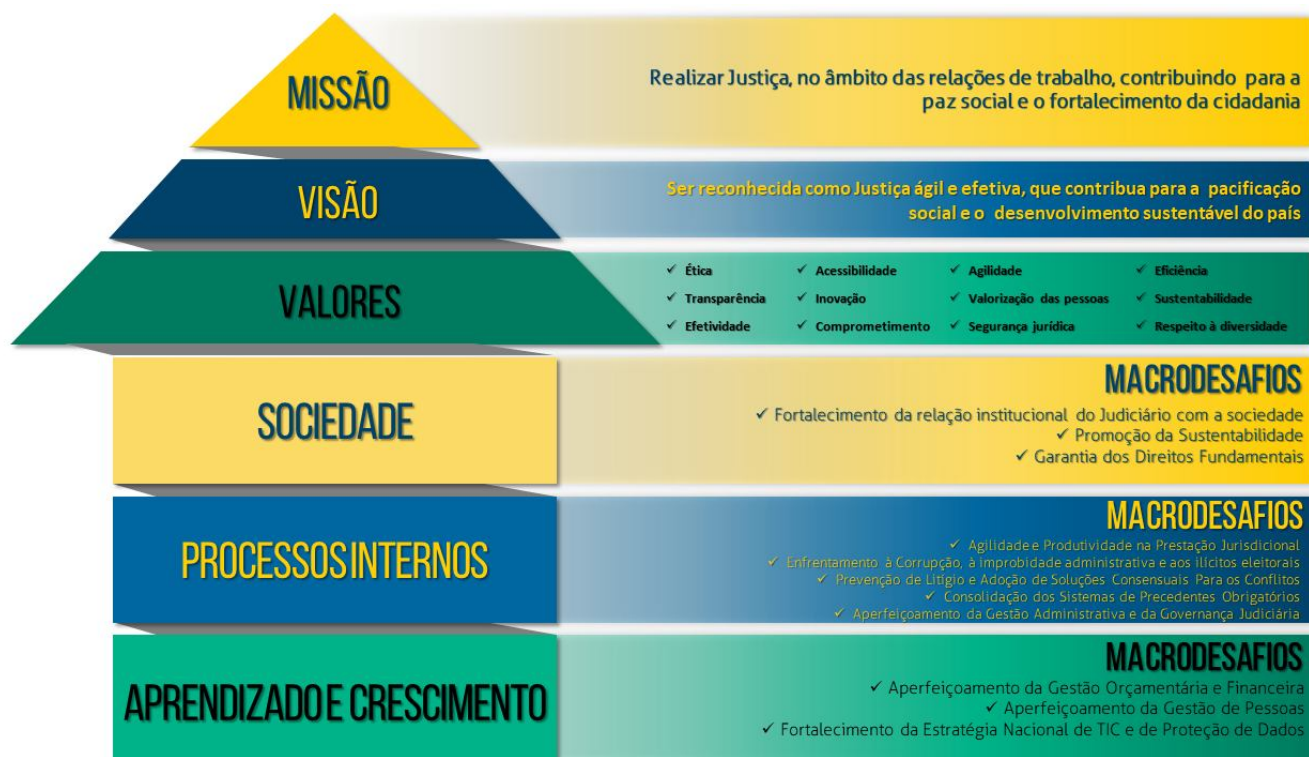 MISSÃO
Realizar Justiça, no âmbito das relações de trabalho, contribuindo para a
paz social e o fortalecimento da cidadania
VISÃO
Ser reconhecida como Justiça ágil e efetiva, que contribua para a pacificação
social e o desenvolvimento sustentável do país
VALORES
✓ Ética ✓ Acessibilidade ✓ Agilidade ✓ Eficiência
✓ Transparência ✓ Inovação ✓ Valorização das pessoas ✓ Sustentabilidade
✓ Efetividade ✓ Comprometimento ✓ Segurança jurídica ✓ Respeito à diversidade
SOCIEDADE
MACRODESAFIOS
✓ Fortalecimento da relação institucional do Judiciário com a sociedade
✓ Promoção da Sustentabilidade
✓ Garantia dos Direitos Fundamentais
PROCESSOS INTERNOS
MACRODESAFIOS
✓ Agilidade e Produtividade na Prestação Jurisdicional
✓ Enfrentamento à Corrupção, à improbidade administrativa e aos ilícitos eleitorais
✓ Prevenção de Litígio e Adoção de Soluções Consensuais Para os Conflitos
✓ Consolidação dos Sistemas de Precedentes Obrigatórios
✓ Aperfeiçoamento da Gestão Administrativa e da Governança Judiciária
APRENDIZADO E CRESCIMENTO
MACRODESAFIOS
✓ Aperfeiçoamento da Gestão Orçamentária e Financeira
✓ Aperfeiçoamento da Gestão de Pessoas
✓ Fortalecimento da Estratégia Nacional de TIC e de Proteção de Dados